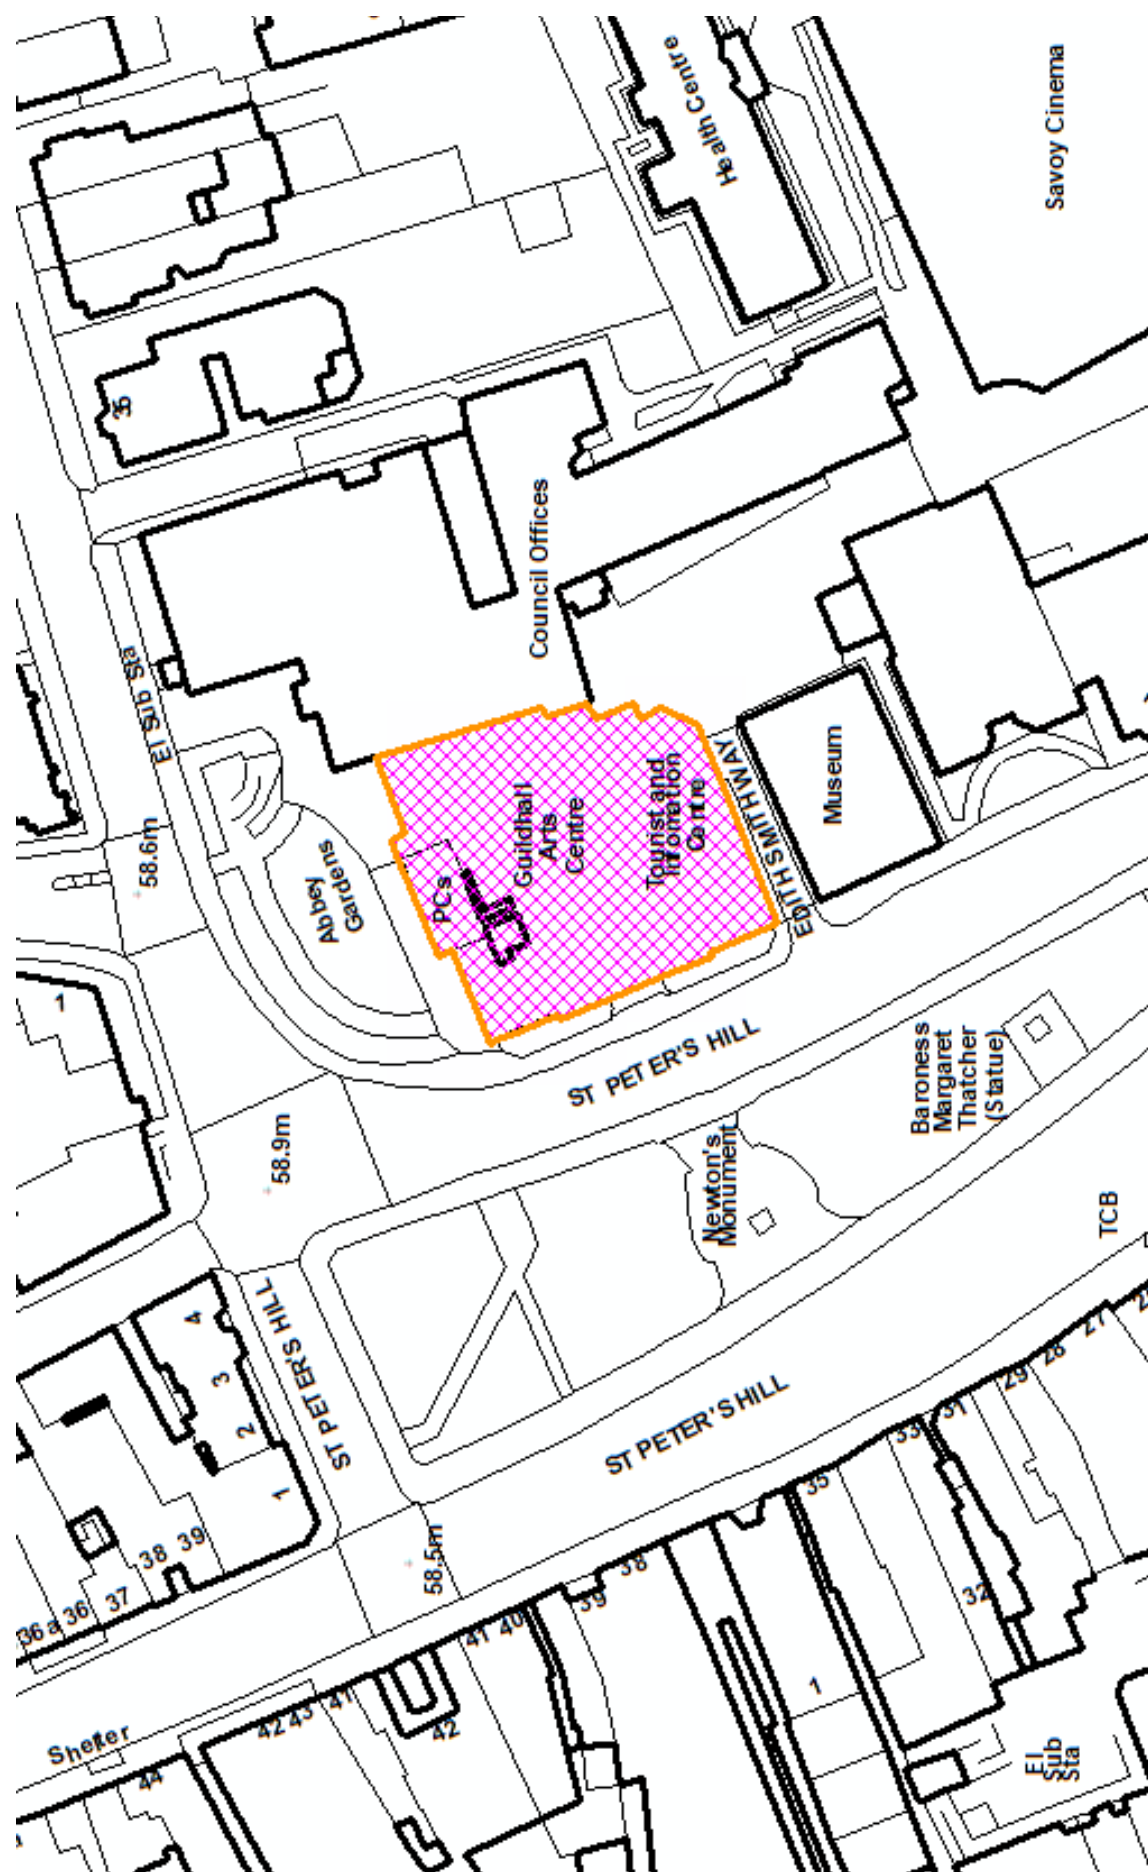 Health Centre
Savoy Cinema
35
Council Offices
El Sub Sta
58.6m
Abbey
Gardens
PCs
Guildhall
Arts
Centre
Tourist and
Information
Centre
EDITH SMITH WAY
Museum
1
ST PETER'S HILL
Baroness
Margaret
Thatcher
(Statue)
58.9m
Newton's
Monument
TCB
ST PETER'S HILL
4
3
2
1
ST PETER'S HILL
27
28
29
31
33
35
32
38
39
40
41
58.5m
39
38
37
36
36a
Shelter
41
43
42
42
44
1
El
Sub
Sta